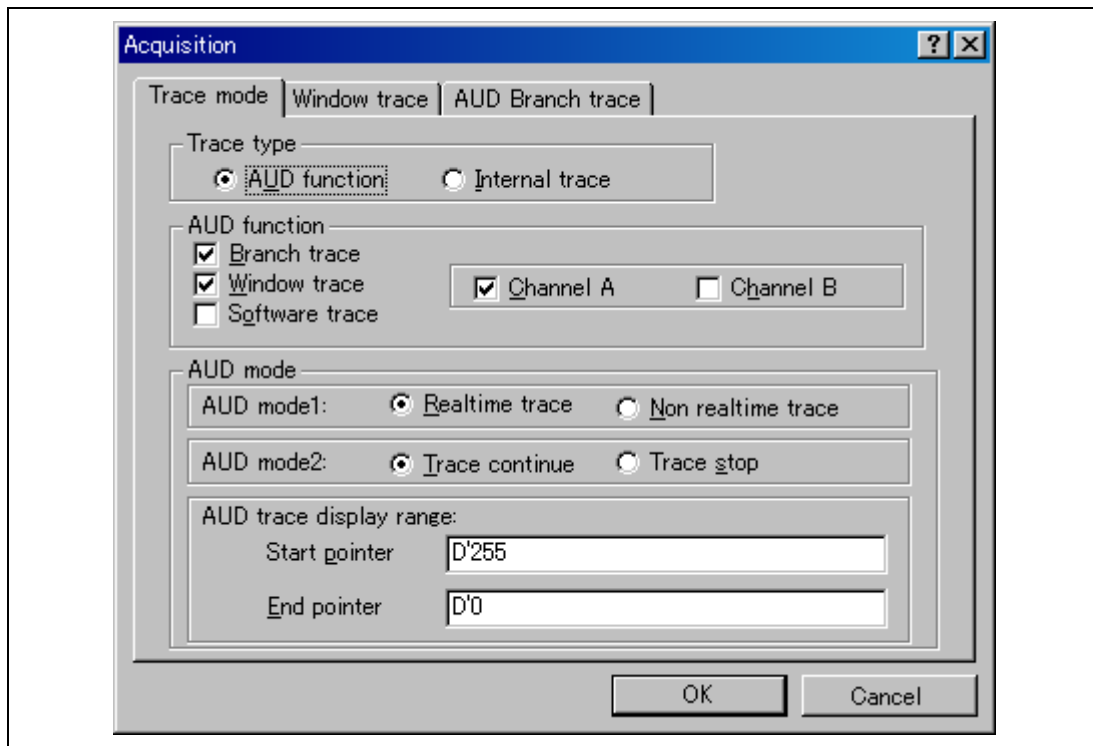 Acquisition
Trace mode Window trace AUD Branch trace
Trace type
AUD function Internal trace
AUD function
Branch trace
Window trace Channel A Channel B
Software trace
AUD mode
AUD mode1: Realtime trace Non realtime trace
AUD mode2: Trace continue Trace stop
AUD trace display range:
Start pointer D'255
End pointer D'0
OK Cancel